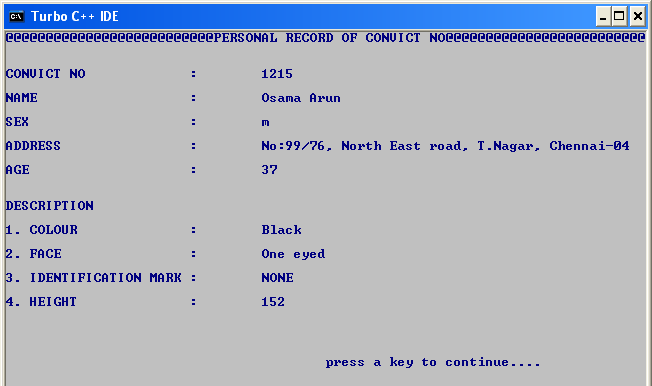 Turbo C++ IDE
@@@@@@@@@@@@@@@@@@@@@@@@@@PERSONAL RECORD OF CONVICT NO@@@@@@@@@@@@@@@@@@@@@@@@@
CONVICT NO : 1215
NAME : Osama Arun
SEX : m
ADDRESS : No:99/76, North East road, T.Nagar, Chennai-04
AGE : 37
DESCRIPTION
1. COLOUR : Black
2. FACE : One eyed
3. IDENTIFICATION MARK : NONE
4. HEIGHT : 152
press a key to continue....